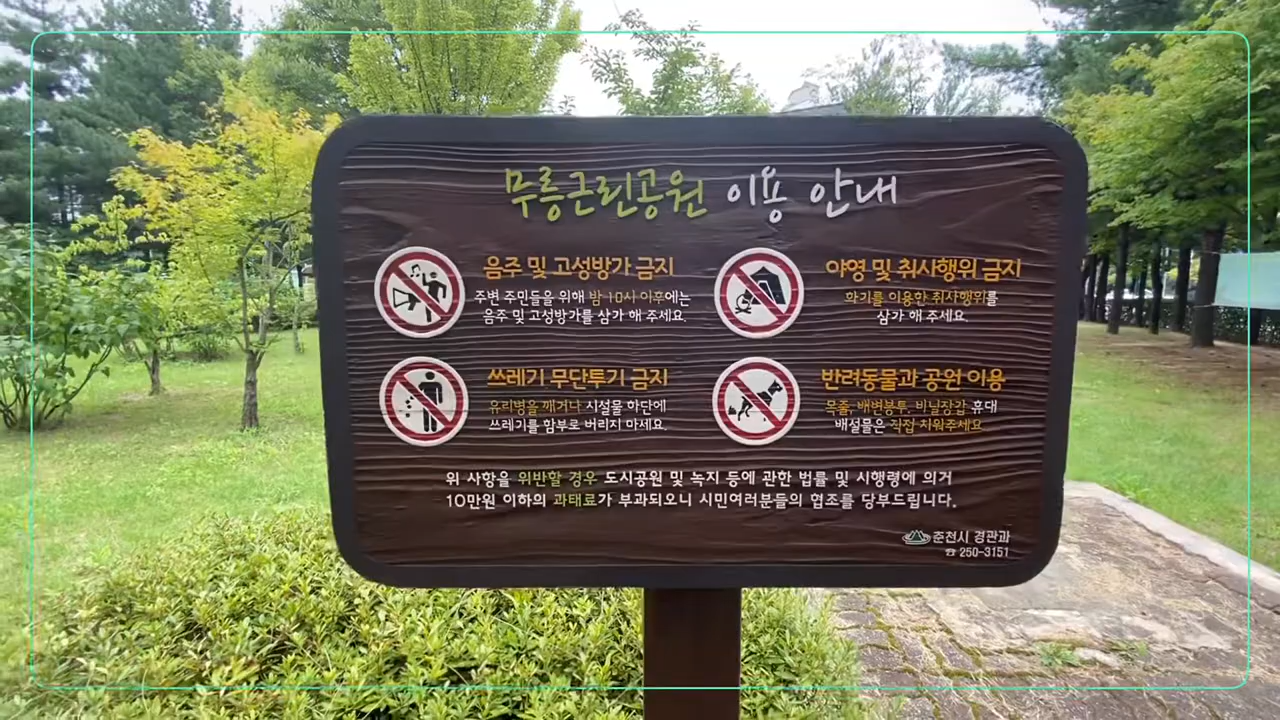 무릉근린공원 이용 안내
음주 및 고성방가 금지
주변 주민들을 위해 밤 10시 이후에는
음주 및 고성방가를 삼가 해 주세요.
야영 및 취사행위 금지
화기를 이용한 취사행위를
삼가 해 주세요.
쓰레기 무단투기 금지
유리병을 깨거나 시설물 하단에
쓰레기를 함부로 버리지 마세요.
반려동물과 공원 이용
목줄, 배변봉투, 비닐장갑 휴대
배설물은 직접 치워주세요.
위 사항을 위반할 경우 도시공원 및 녹지 등에 관한 법률 및 시행령에 의거
10만원 이하의 과태료가 부과되오니 시민여러분들의 협조를 당부드립니다.
춘천시 경관과
☎ 250-3151